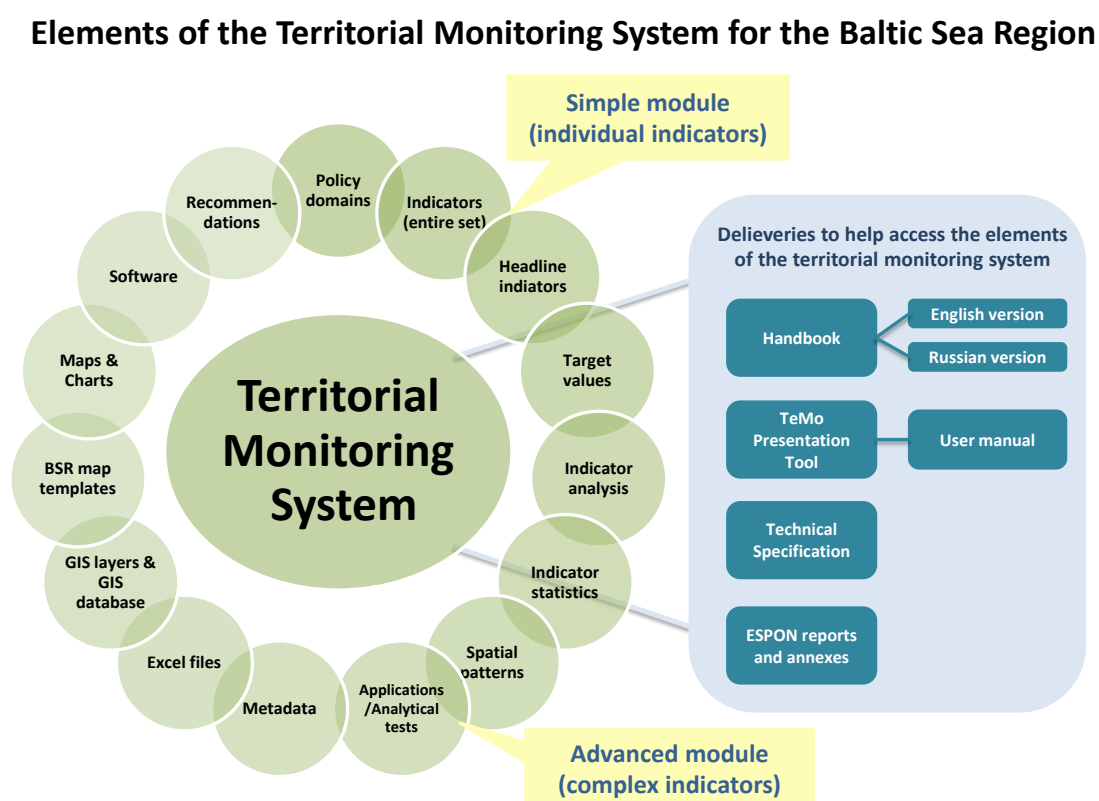 Elements of the Territorial Monitoring System for the Baltic Sea Region
Simple module
(individual indicators)
Policy
domains
Indicators
(entire set)
Headline
indiators
Target
values
Indicator
analysis
Indicator
statistics
Spatial
patterns
Applications
/Analytical
tests
Metadata
Excel files
GIS layers &
GIS
database
BSR map
templates
Maps &
Charts
Software
Recommen-
dations
Territorial
Monitoring
System
Advanced module
(complex indicators)
Delieveries to help access the elements
of the territorial monitoring system
Handbook
English version
Russian version
TeMo
Presentation
Tool
User manual
Technical
Specification
ESPON reports
and annexes